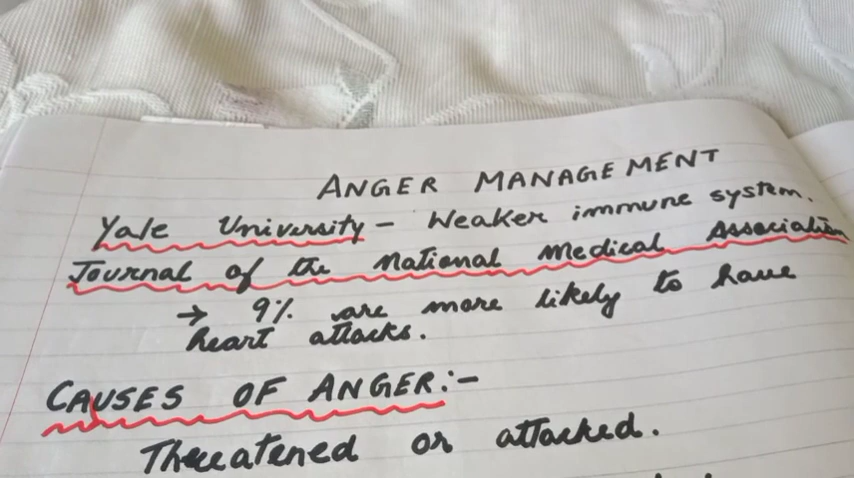 ANGER MANAGEMENT
Yale University - Weaker immune system.
Journal of the National Medical Association
→ 9% are more likely to have
heart attacks.
CAUSES OF ANGER:-
Threatened or attacked.